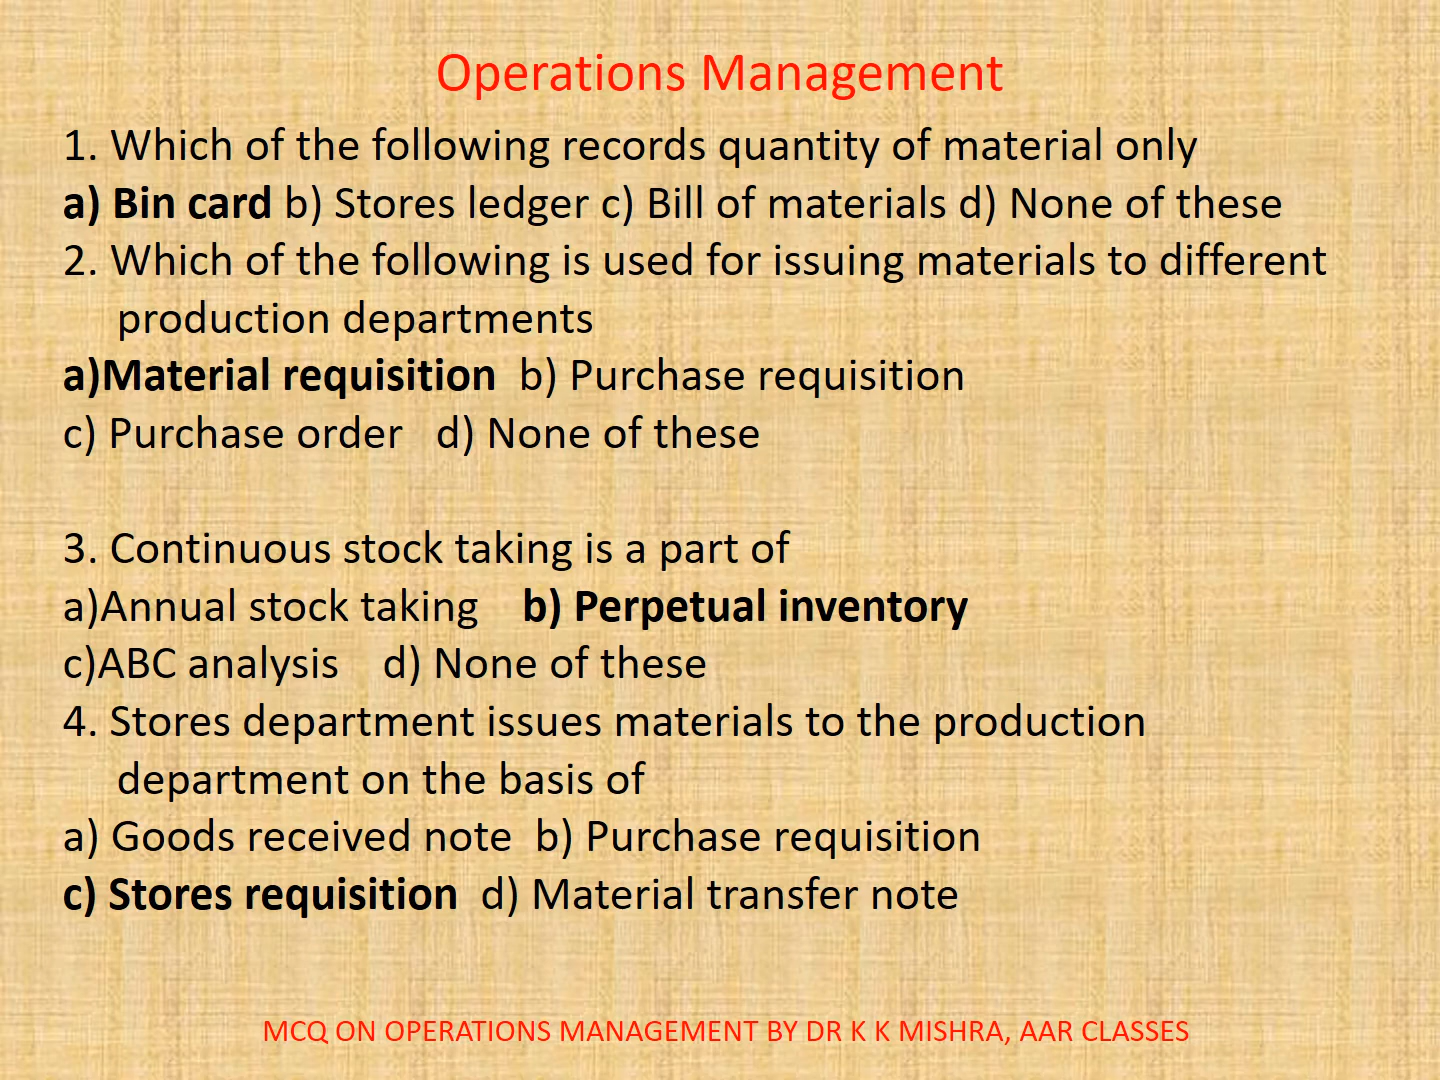 Operations Management
1. Which of the following records quantity of material only
a) Bin card b) Stores ledger c) Bill of materials d) None of these
2. Which of the following is used for issuing materials to different
production departments
a)Material requisition b) Purchase requisition
c) Purchase order d) None of these
3. Continuous stock taking is a part of
a)Annual stock taking b) Perpetual inventory
c)ABC analysis d) None of these
4. Stores department issues materials to the production
department on the basis of
a) Goods received note b) Purchase requisition
c) Stores requisition d) Material transfer note
MCQ ON OPERATIONS MANAGEMENT BY DR K K MISHRA, AAR CLASSES